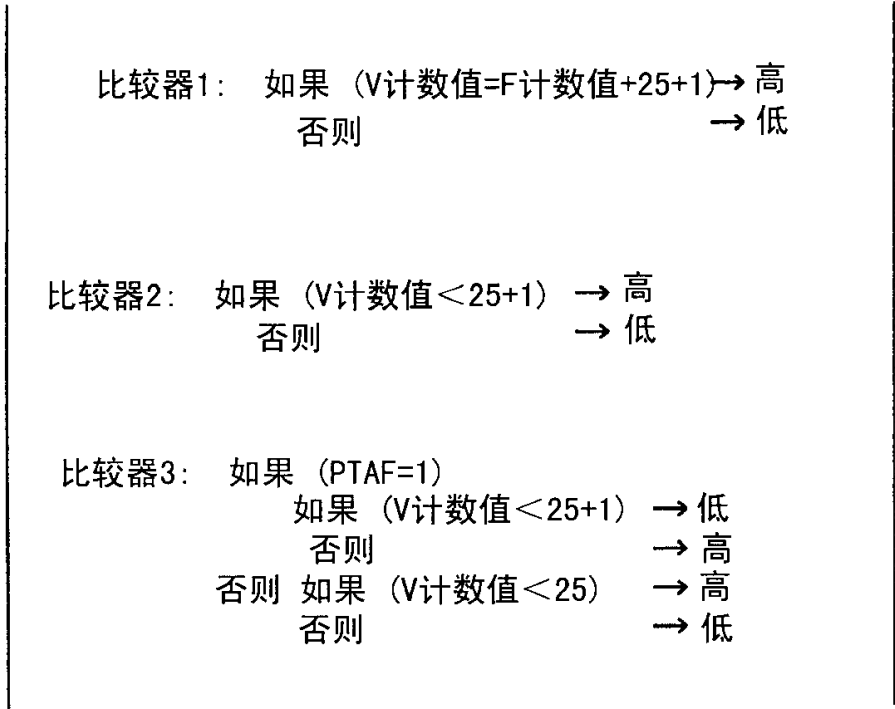 比较器1: 如果 (V计数值=F计数值+25+1)→ 高
否则 → 低
比较器2: 如果 (V计数值<25+1) → 高
否则 → 低
比较器3: 如果 (PTAF=1)
如果 (V计数值<25+1) → 低
否则 → 高
否则 如果 (V计数值<25) → 高
否则 → 低